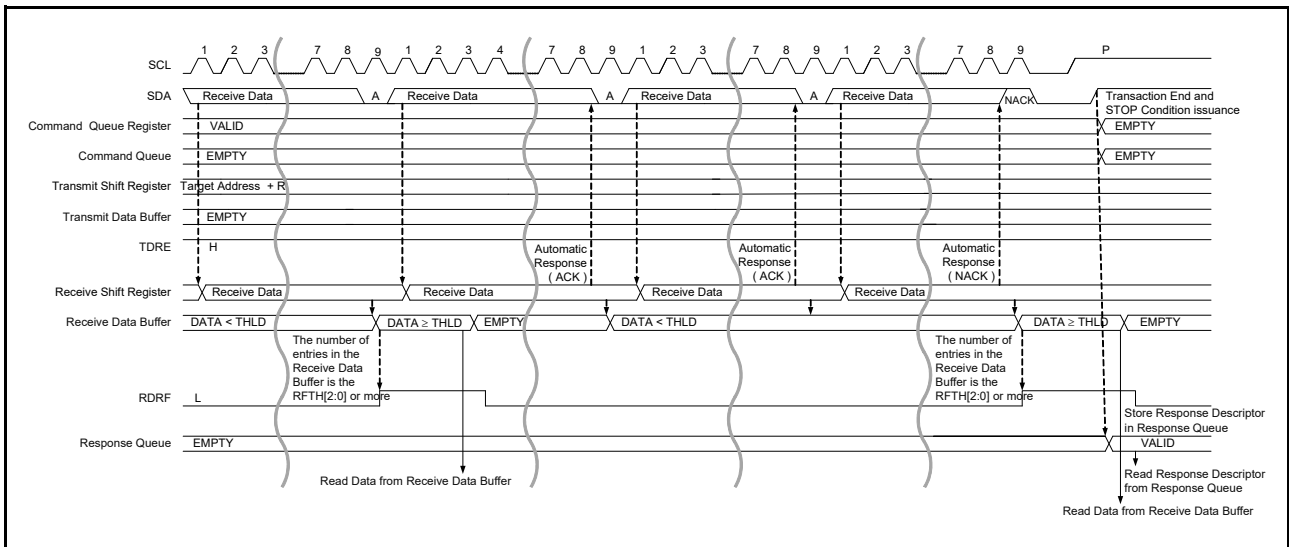 1 2 3 7 8 9 1 2 3 4 7 8 9 1 2 3 7 8 9 1 2 3 7 8 9 P
SCL
SDA Receive Data A Receive Data A Receive Data A Receive Data NACK Transaction End and
STOP Condition issuance
Command Queue Register VALID EMPTY
Command Queue EMPTY EMPTY
Transmit Shift Register Target Address + R
Transmit Data Buffer EMPTY
TDRE H
Automatic
Response
( ACK )
Automatic
Response
( ACK )
Automatic
Response
( NACK )
Receive Shift Register Receive Data Receive Data Receive Data Receive Data
Receive Data Buffer DATA < THLD DATA ≥ THLD EMPTY DATA < THLD DATA ≥ THLD EMPTY
The number of
entries in the
Receive Data
Buffer is the
RFTH[2:0] or more
The number of
entries in the
Receive Data
Buffer is the
RFTH[2:0] or more
RDRF L
Store Response Descriptor
in Response Queue
Response Queue EMPTY VALID
Read Data from Receive Data Buffer
Read Response Descriptor
from Response Queue
Read Data from Receive Data Buffer